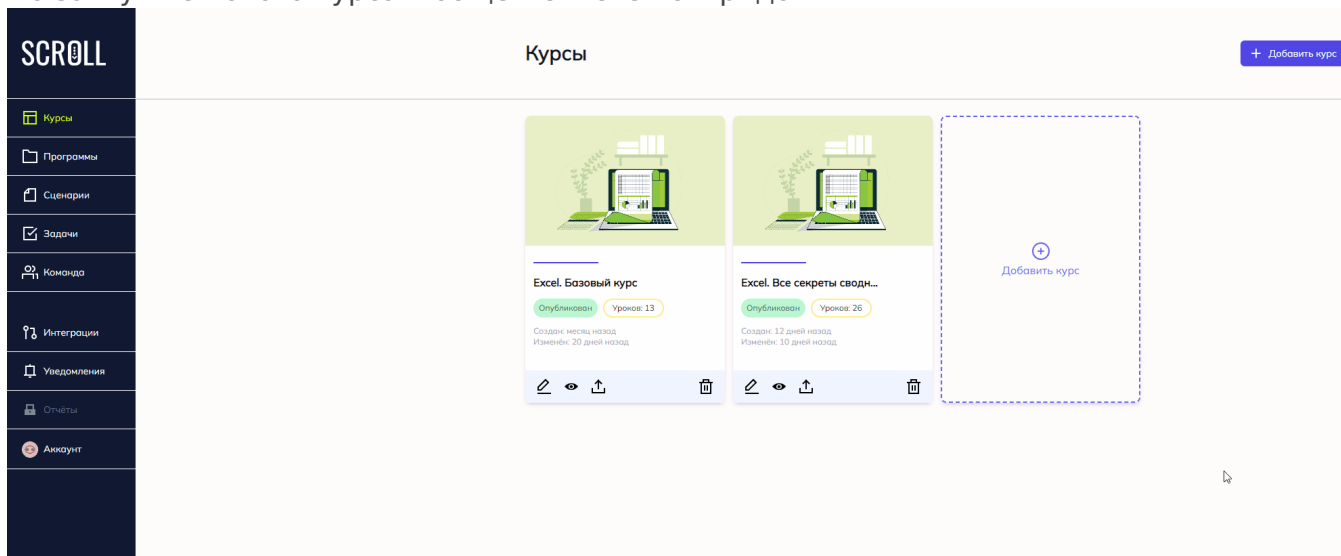 SCROLL
Курсы
+ Добавить курс
Курсы
Программы
Сценарии
Задачи
Команда
Интеграции
Уведомления
Отчёты
Аккаунт
Excel. Базовый курс
Опубликован
Уроков: 13
Создан: месяц назад
Изменён: 20 дней назад
Excel. Все секреты сводн...
Опубликован
Уроков: 26
Создан: 12 дней назад
Изменён: 10 дней назад
Добавить курс